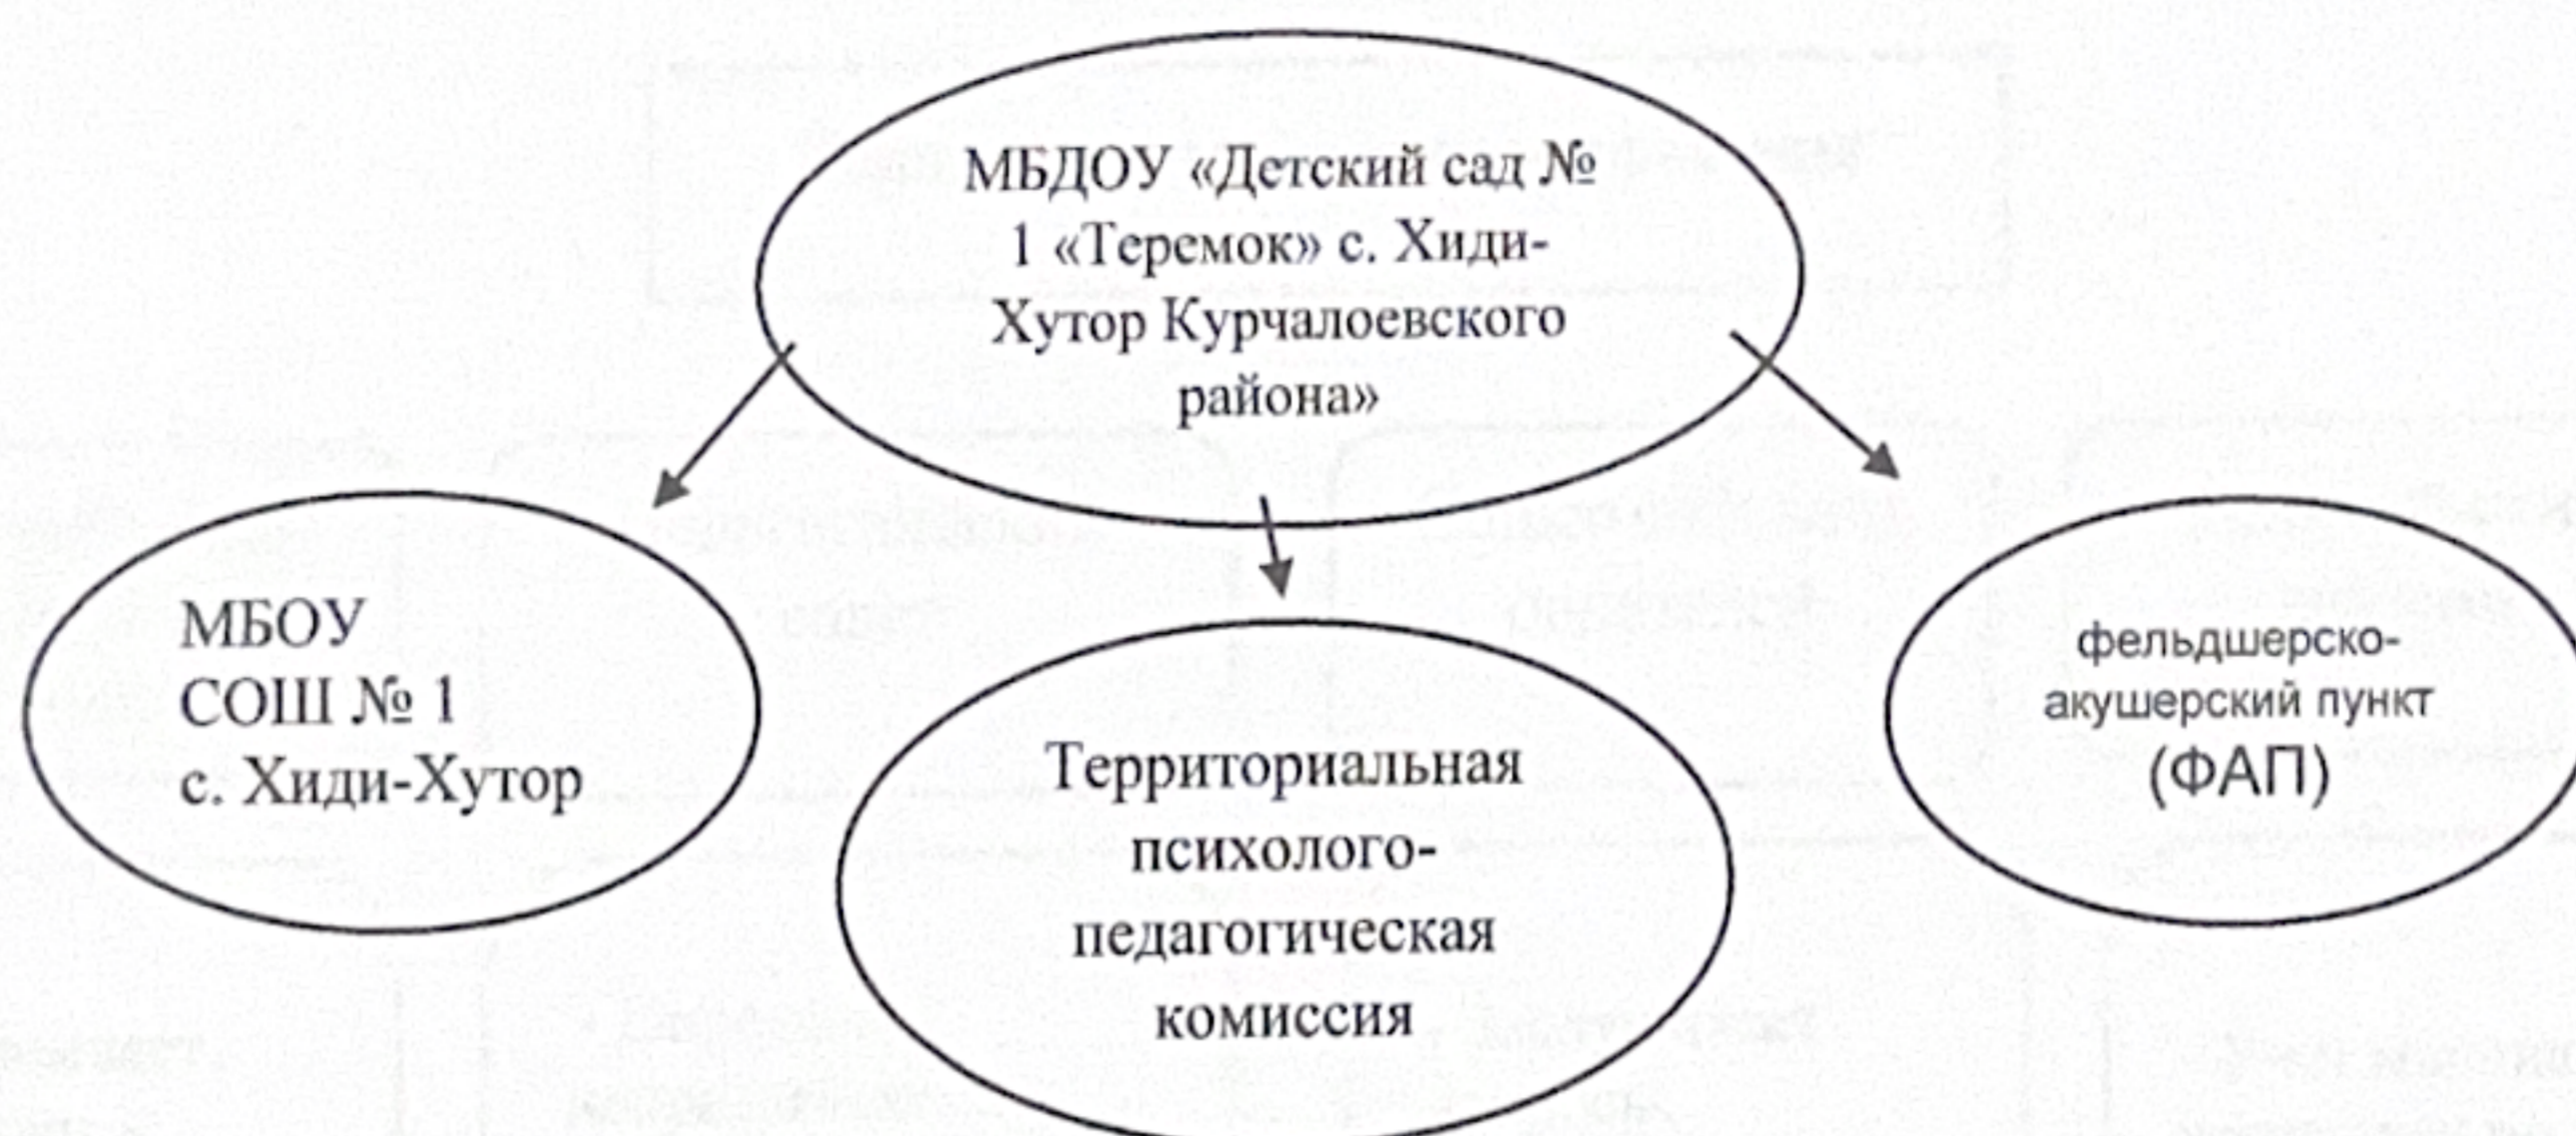 МБДОУ «Детский сад №
1 «Теремок» с. Хиди-
Хутор Курчалоевского
района»
МБОУ
СОШ № 1
с. Хиди-Хутор
Территориальная
психолого-
педагогическая
комиссия
фельдшерско-
акушерский пункт
(ФАП)